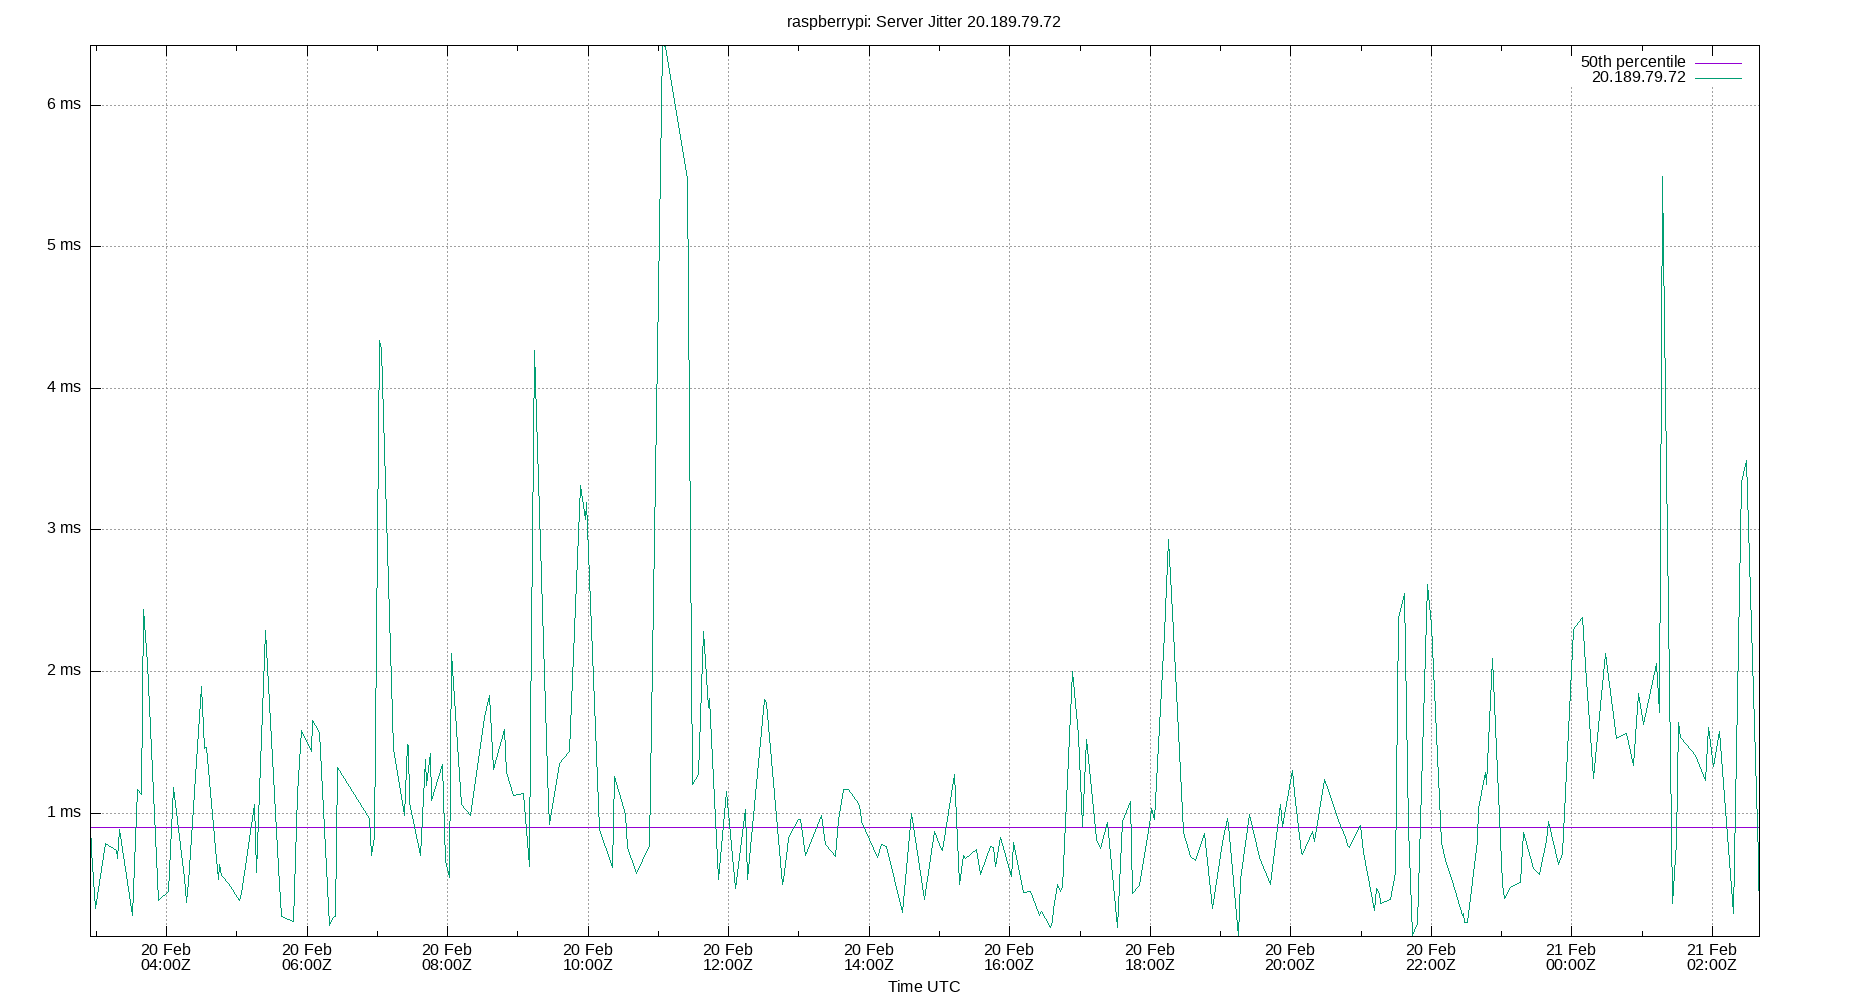 raspberrypi: Server Jitter 20.189.79.72
50th percentile
20.189.79.72
6 ms
5 ms
4 ms
3 ms
2 ms
1 ms
20 Feb 20 Feb 20 Feb 20 Feb 20 Feb 20 Feb 20 Feb 20 Feb 20 Feb 20 Feb 21 Feb 21 Feb
04:00Z 06:00Z 08:00Z 10:00Z 12:00Z 14:00Z 16:00Z 18:00Z 20:00Z 22:00Z 00:00Z 02:00Z
Time UTC